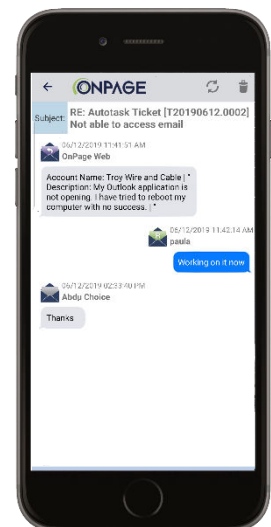 ONPAGE
Subject: RE: Autotask Ticket [T20190612.0002]
Not able to access email
06/12/2019 11:41:51 AM
OnPage Web
Account Name: Troy Wire and Cable | *
Description: My Outlook application is
not opening. I have tried to reboot my
computer with no success. | *
06/12/2019 11:42:14 AM
paula
Working on it now
06/12/2019 02:33:40 PM
Abdu Choice
Thanks